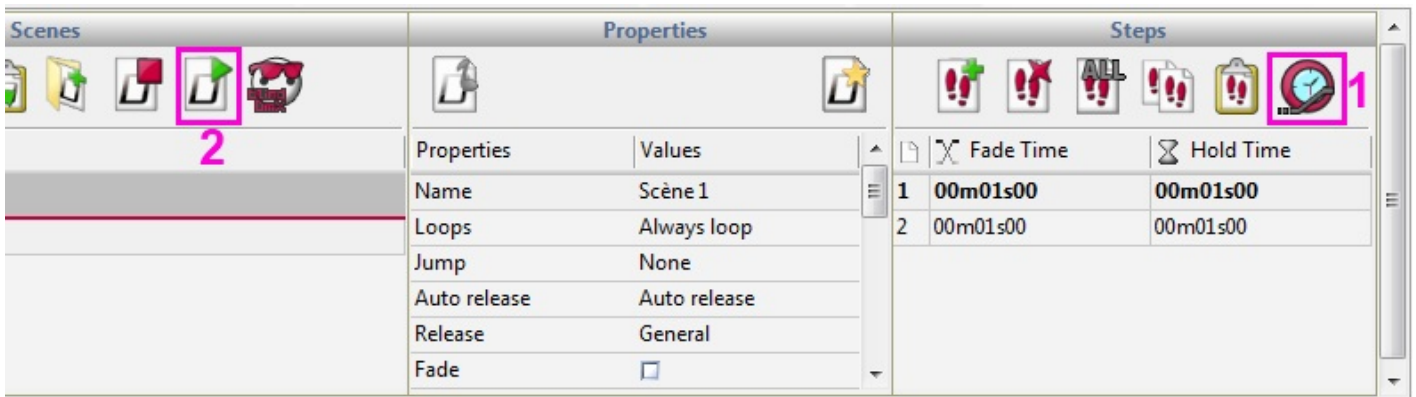 Scenes
Properties
Steps
ALL
1
2
Properties Values
Name Scène 1
Loops Always loop
Jump None
Auto release Auto release
Release General
Fade
Fade Time Hold Time
1 00m01s00 00m01s00
2 00m01s00 00m01s00